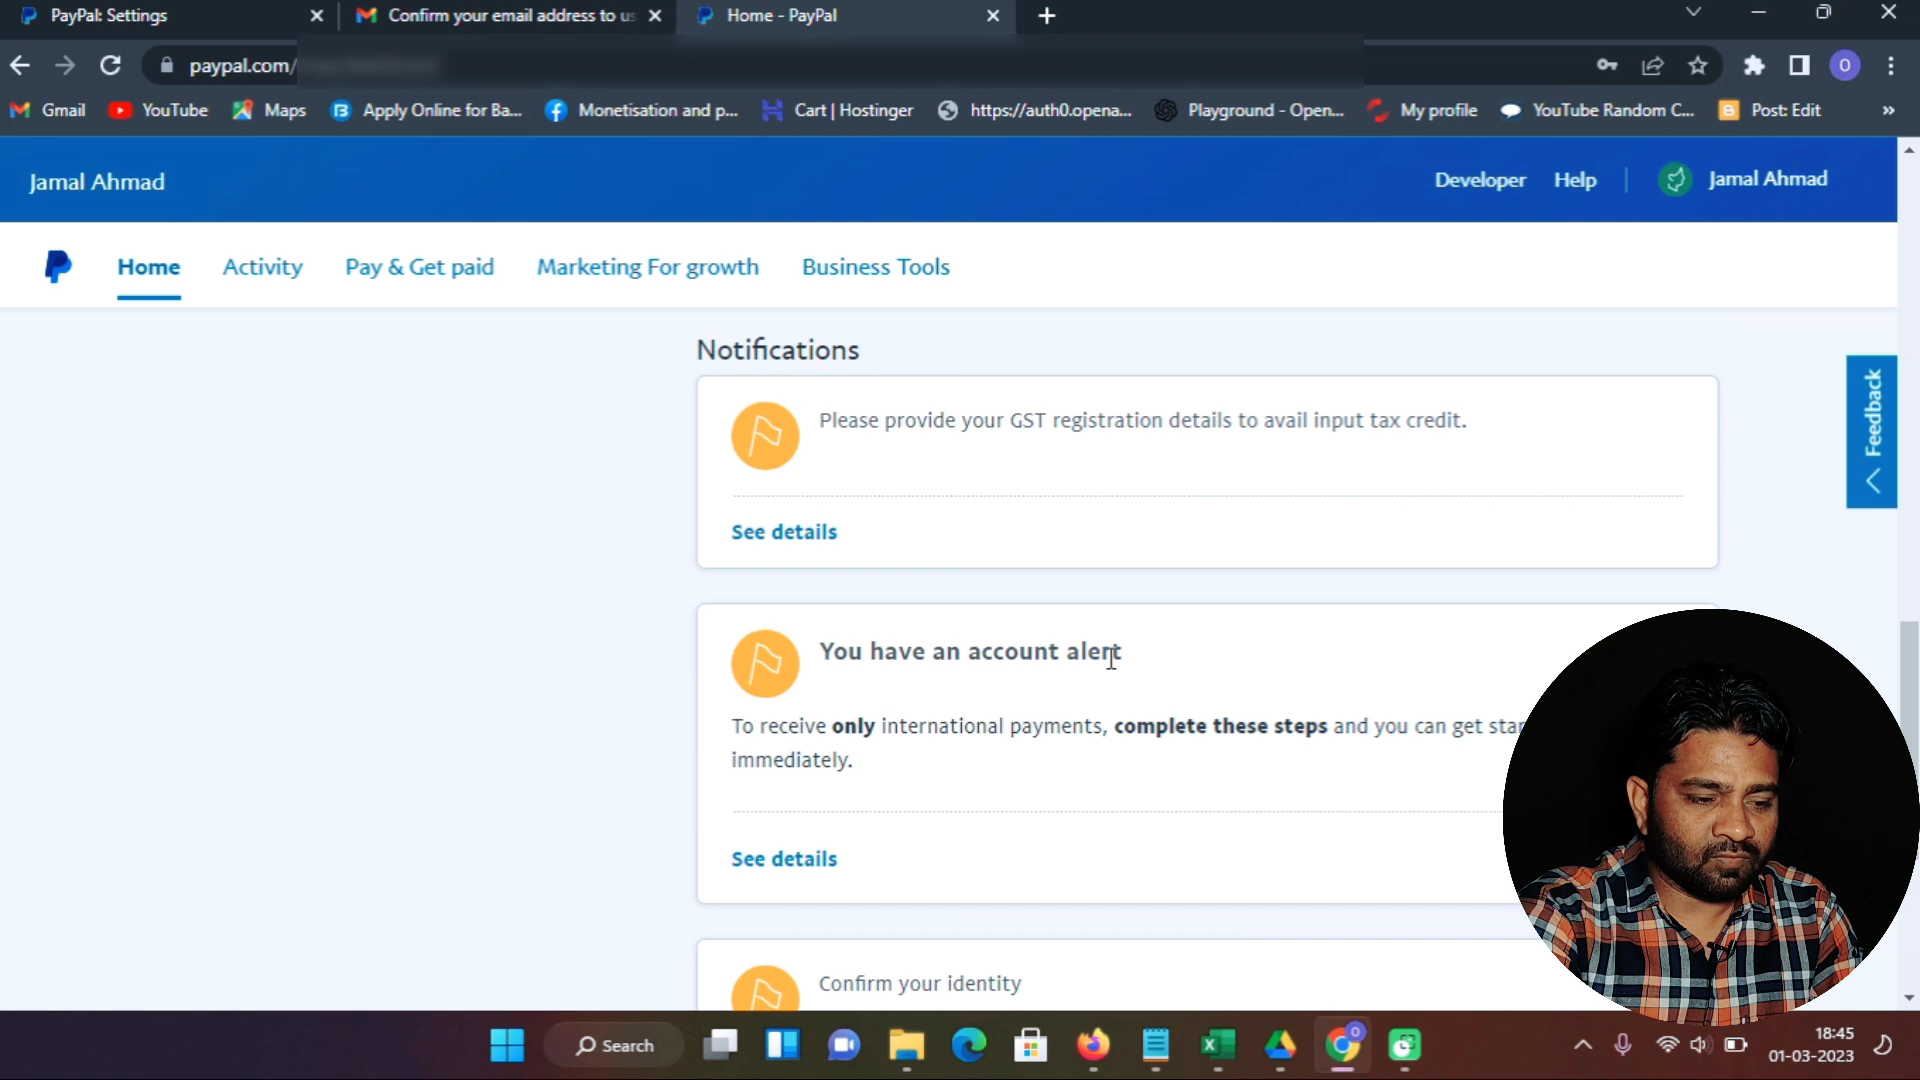 PayPal: Settings
Confirm your email address to us
Home - PayPal
paypal.com/
O
Gmail
YouTube
Maps
Apply Online for Ba...
Monetisation and p...
Cart | Hostinger
https://auth0.opena...
Playground - Open...
My profile
YouTube Random C...
Post: Edit
»
Jamal Ahmad
Developer
Help
Jamal Ahmad
Home
Activity
Pay & Get paid
Marketing For growth
Business Tools
Notifications
Please provide your GST registration details to avail input tax credit.
See details
Feedback
You have an account alert
To receive only international payments, complete these steps and you can get
immediately.
See details
Confirm your identity
Search
18:45
01-03-2023